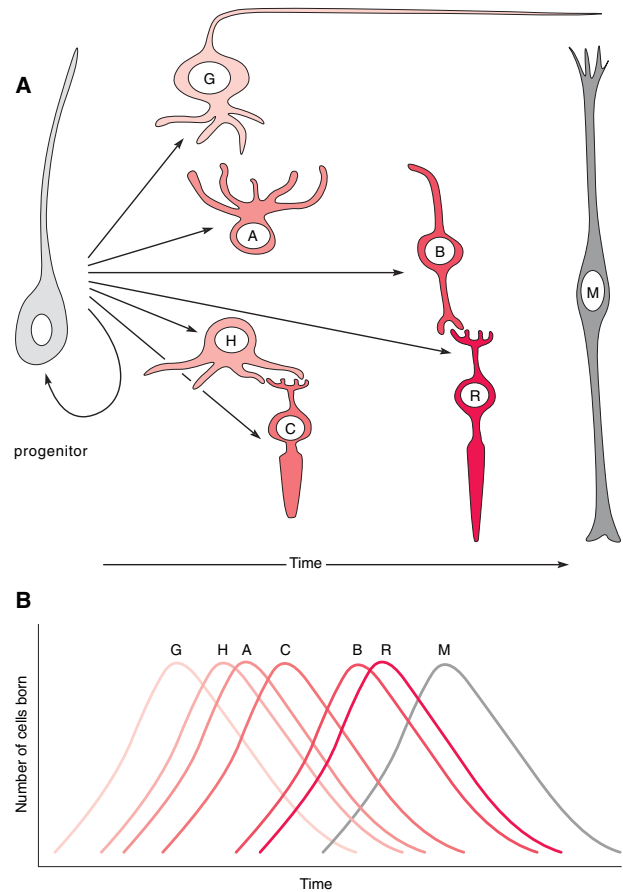 A
G
A
B
M
H
R
C
progenitor
Time
B
G H A C B R M
Number of cells born
Time